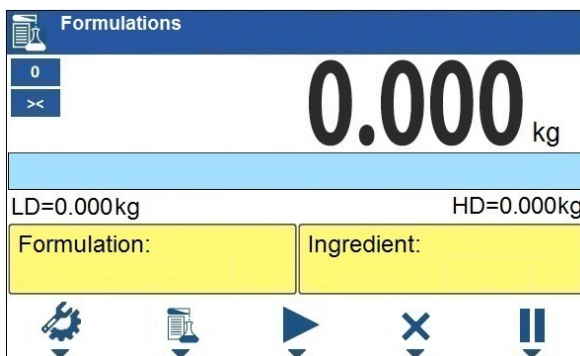 Formulations
0
><
0.000 kg
LD=0.000kg HD=0.000kg
Formulation: Ingredient: